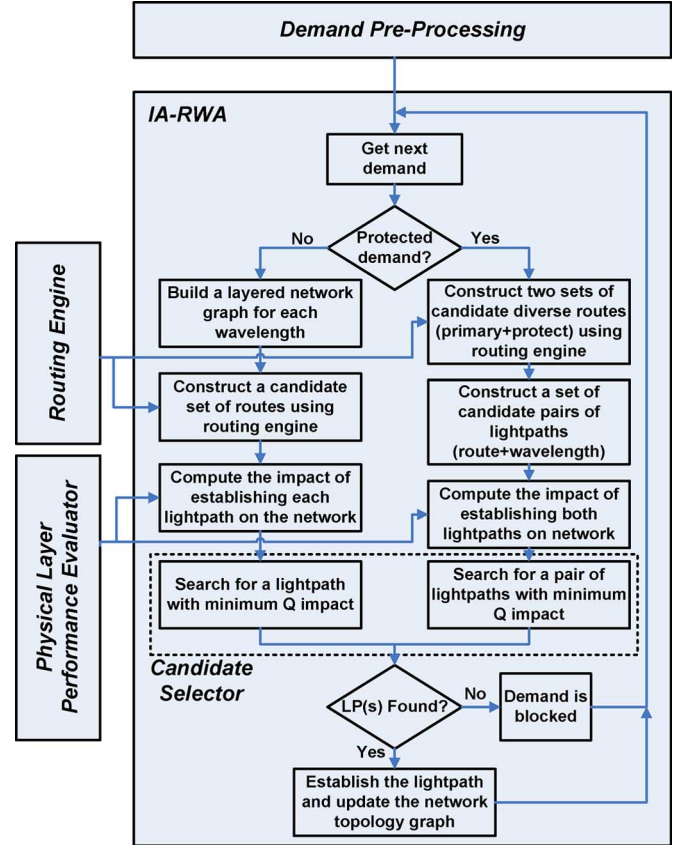 Demand Pre-Processing
IA-RWA
Get next
demand
Protected
demand?
No
Yes
Routing Engine
Build a layered network
graph for each
wavelength
Construct a candidate
set of routes using
routing engine
Construct two sets of
candidate diverse routes
(primary+protect) using
routing engine
Construct a set of
candidate pairs of
lightpaths
(route+wavelength)
Physical Layer
Performance Evaluator
Compute the impact of
establishing each
lightpath on the network
Compute the impact of
establishing both
lightpaths on network
Search for a lightpath
with minimum Q impact
Search for a pair of
lightpaths with minimum
Q impact
Candidate
Selector
LP(s) Found?
No
Demand is
blocked
Yes
Establish the lightpath
and update the network
topology graph